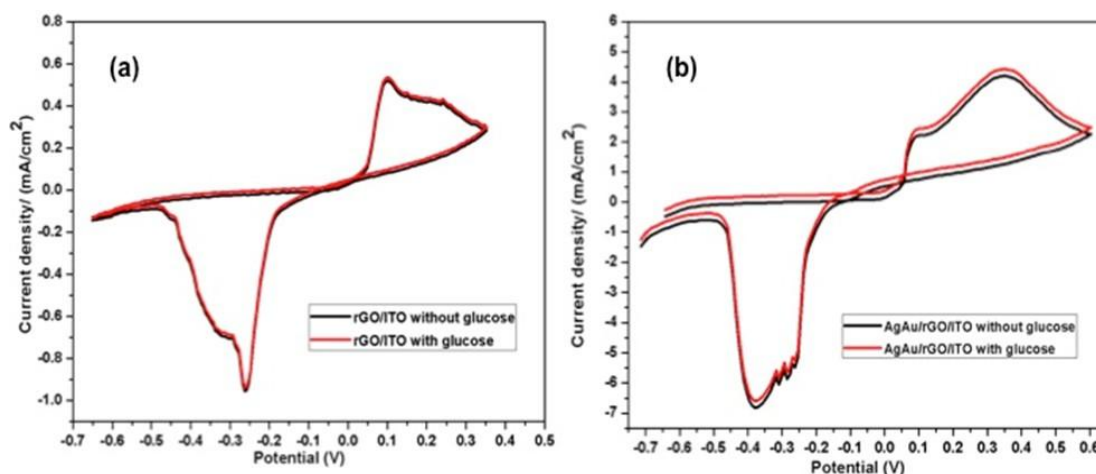 (a)
Current density/ (mA/cm2)
0.8
0.6
0.4
0.2
0.0
-0.2
-0.4
-0.6
-0.8
-1.0
rGO/ITO without glucose
rGO/ITO with glucose
-0.7 -0.6 -0.5 -0.4 -0.3 -0.2 -0.1 0.0 0.1 0.2 0.3 0.4 0.5
Potential (V)
(b)
Current density/ (mA/cm2)
6
5
4
3
2
1
0
-1
-2
-3
-4
-5
-6
-7
AgAu/rGO/ITO without glucose
AgAu/rGO/ITO with glucose
-0.7 -0.6 -0.5 -0.4 -0.3 -0.2 -0.1 0.0 0.1 0.2 0.3 0.4 0.5 0.6
Potential (V)